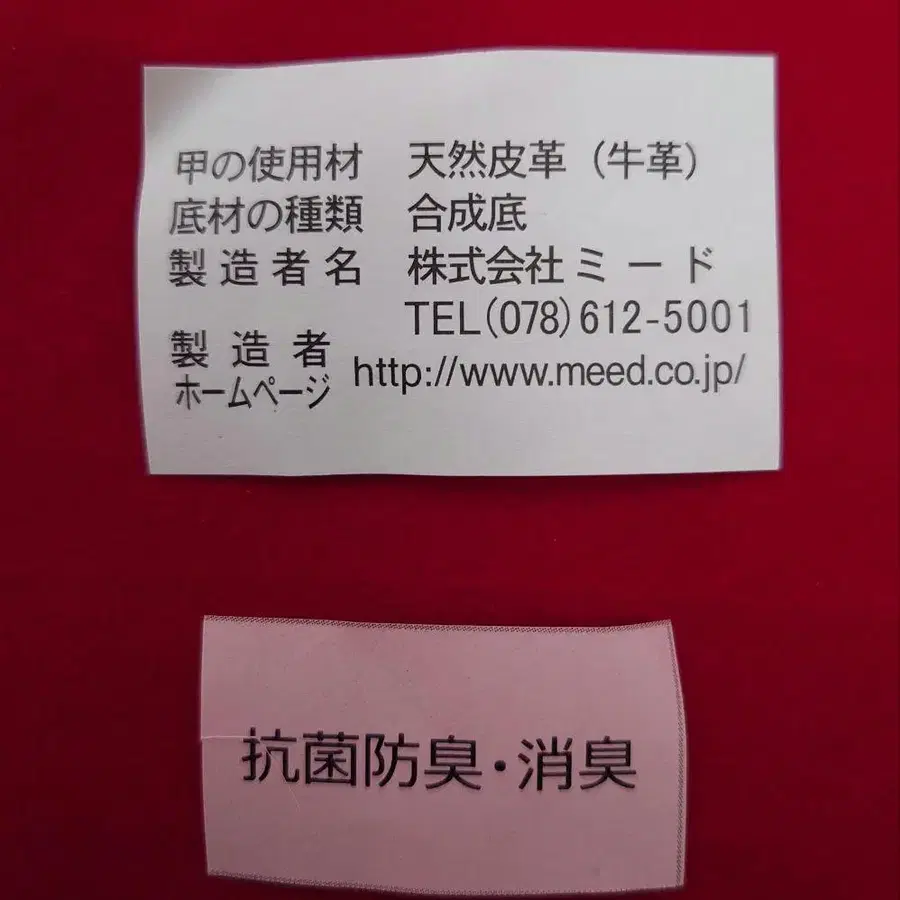 甲の使用材 天然皮革（牛革）
底材の種類 合成底
製造者名 株式会社ミード
TEL(078)612-5001
製造者
ホームページ http://www.meed.co.jp/
抗菌防臭・消臭